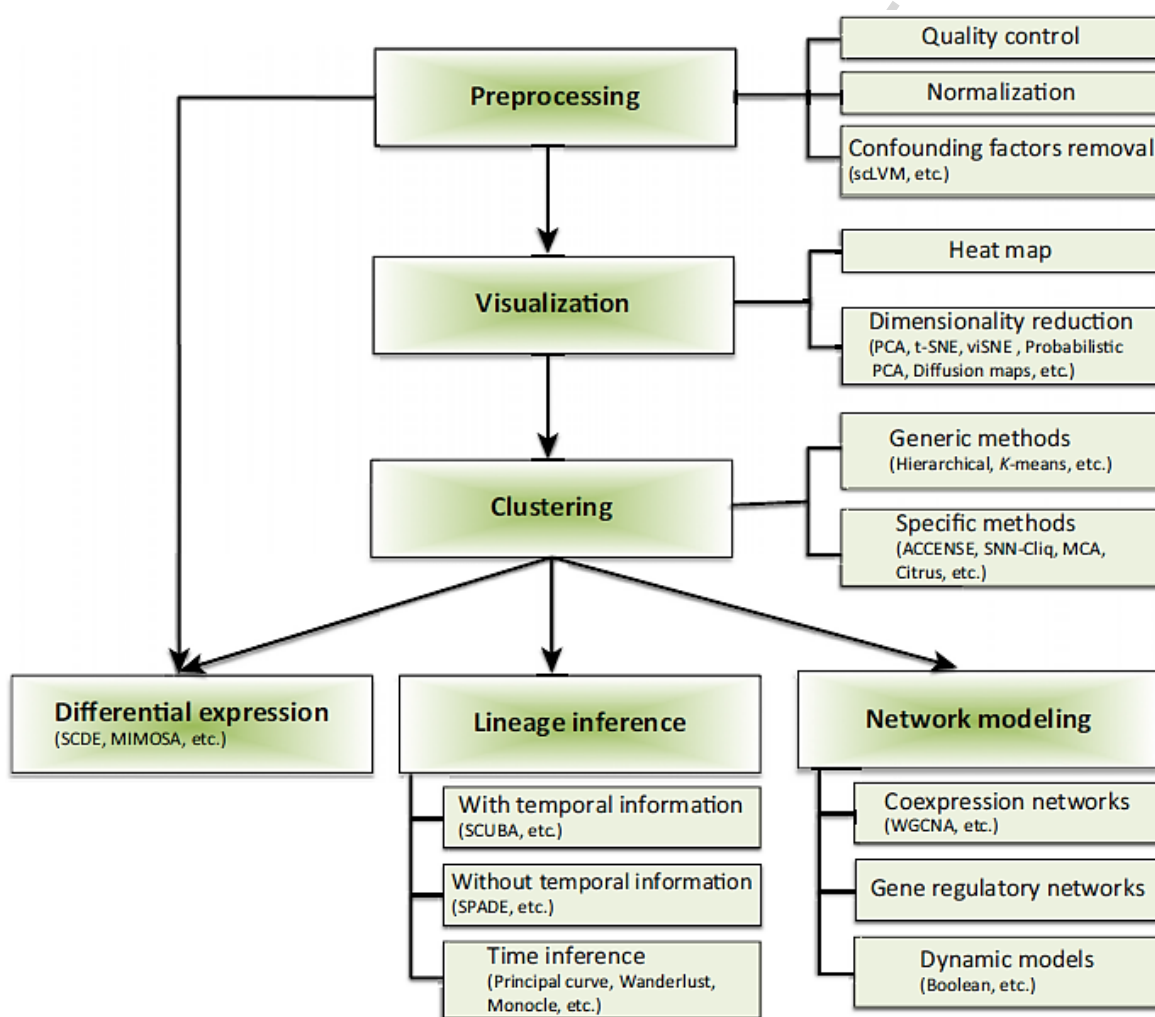 Preprocessing
Quality control
Normalization
Confounding factors removal
(scLVM, etc.)
Visualization
Heat map
Dimensionality reduction
(PCA, t-SNE, viSNE , Probabilistic
PCA, Diffusion maps, etc.)
Clustering
Generic methods
(Hierarchical, K-means, etc.)
Specific methods
(ACCENSE, SNN-Cliq, MCA,
Citrus, etc.)
Differential expression
(SCDE, MIMOSA, etc.)
Lineage inference
With temporal information
(SCUBA, etc.)
Without temporal information
(SPADE, etc.)
Time inference
(Principal curve, Wanderlust,
Monocle, etc.)
Network modeling
Coexpression networks
(WGCNA, etc.)
Gene regulatory networks
Dynamic models
(Boolean, etc.)